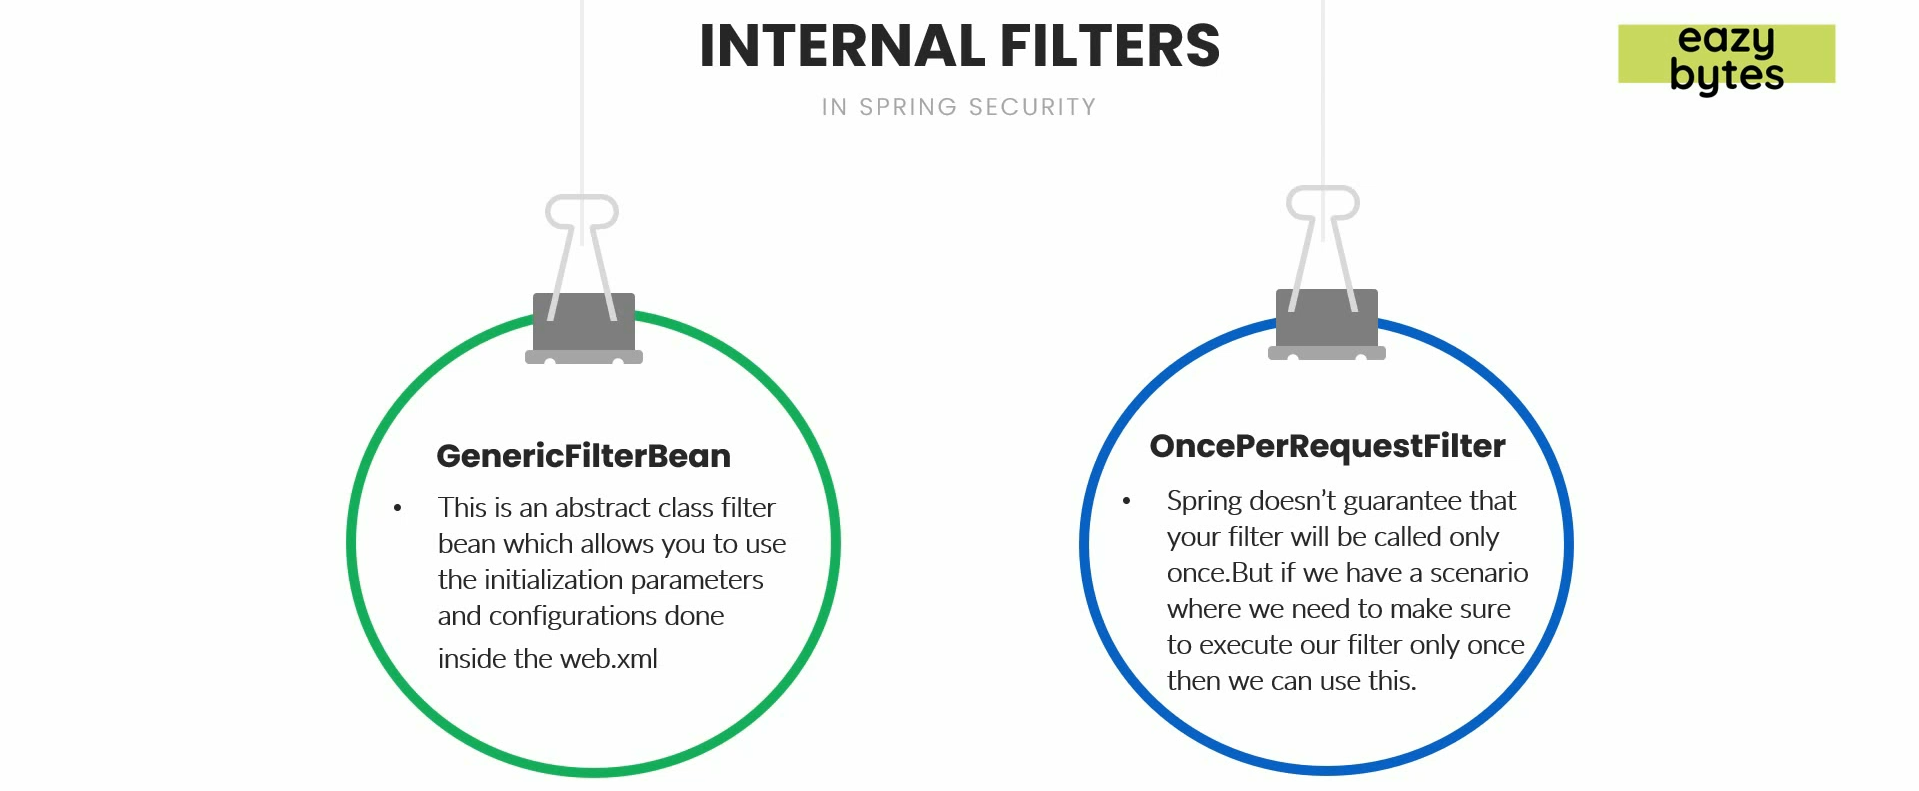 INTERNAL FILTERS
IN SPRING SECURITY
eazy
bytes
GenericFilterBean
• This is an abstract class filter
bean which allows you to use
the initialization parameters
and configurations done
inside the web.xml
OncePerRequestFilter
• Spring doesn’t guarantee that
your filter will be called only
once.But if we have a scenario
where we need to make sure
to execute our filter only once
then we can use this.